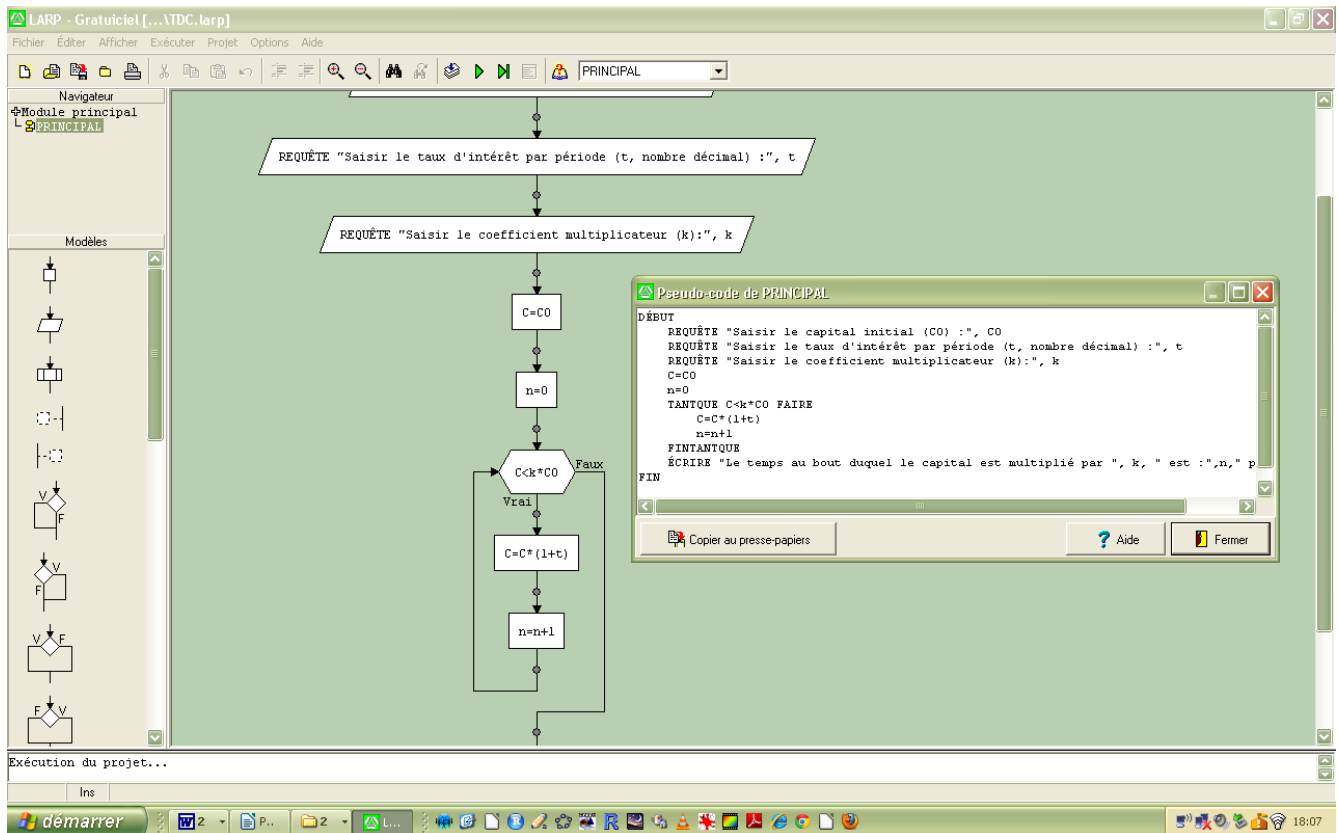 LARP - Gratuiciel [...\TDC.larp]
Fichier Éditer Afficher Exécuter Projet Options Aide
PRINCIPAL
Navigateur
Module principal
PRINCIPAL
Modèles
V
F
V
F
V F
F V
REQUÊTE "Saisir le taux d'intérêt par période (t, nombre décimal) :", t
REQUÊTE "Saisir le coefficient multiplicateur (k):", k
C=C0
n=0
C<k*C0
Faux
Vrai
C=C*(1+t)
n=n+1
Pseudo-code de PRINCIPAL
DÉBUT
REQUÊTE "Saisir le capital initial (C0) :", C0
REQUÊTE "Saisir le taux d'intérêt par période (t, nombre décimal) :", t
REQUÊTE "Saisir le coefficient multiplicateur (k):", k
C=C0
n=0
TANTQUE C<k*C0 FAIRE
C=C*(1+t)
n=n+1
FINTANTQUE
ÉCRIRE "Le temps au bout duquel le capital est multiplié par ", k, " est :",n," p
FIN
Copier au presse-papiers
Aide
Fermer
Exécution du projet...
Ins
démarrer
2
P..
2
L...
18:07